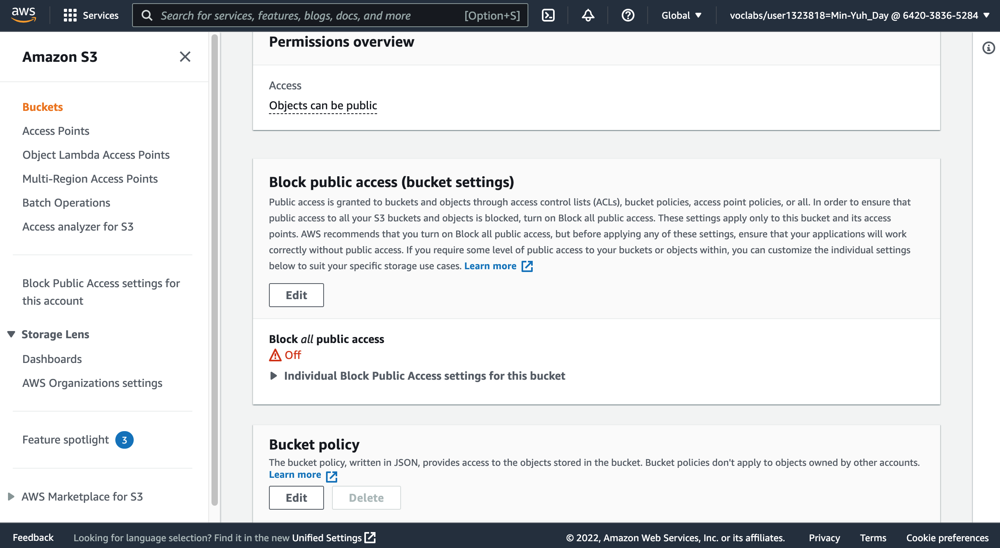 aws
Services
Search for services, features, blogs, docs, and more
[Option+S]
Global
voclabs/user1323818=Min-Yuh_Day @ 6420-3836-5284
Amazon S3
Buckets
Access Points
Object Lambda Access Points
Multi-Region Access Points
Batch Operations
Access analyzer for S3
Block Public Access settings for
this account
Storage Lens
Dashboards
AWS Organizations settings
Feature spotlight 3
AWS Marketplace for S3
Permissions overview
Access
Objects can be public
Block public access (bucket settings)
Public access is granted to buckets and objects through access control lists (ACLs), bucket policies, access point policies, or all. In order to ensure that
public access to all your S3 buckets and objects is blocked, turn on Block all public access. These settings apply only to this bucket and its access
points. AWS recommends that you turn on Block all public access, but before applying any of these settings, ensure that your applications will work
correctly without public access. If you require some level of public access to your buckets or objects within, you can customize the individual settings
below to suit your specific storage use cases. Learn more
Edit
Block all public access
Off
Individual Block Public Access settings for this bucket
Bucket policy
The bucket policy, written in JSON, provides access to the objects stored in the bucket. Bucket policies don't apply to objects owned by other accounts.
Learn more
Edit
Delete
Feedback
Looking for language selection? Find it in the new Unified Settings
© 2022, Amazon Web Services, Inc. or its affiliates.
Privacy
Terms
Cookie preferences